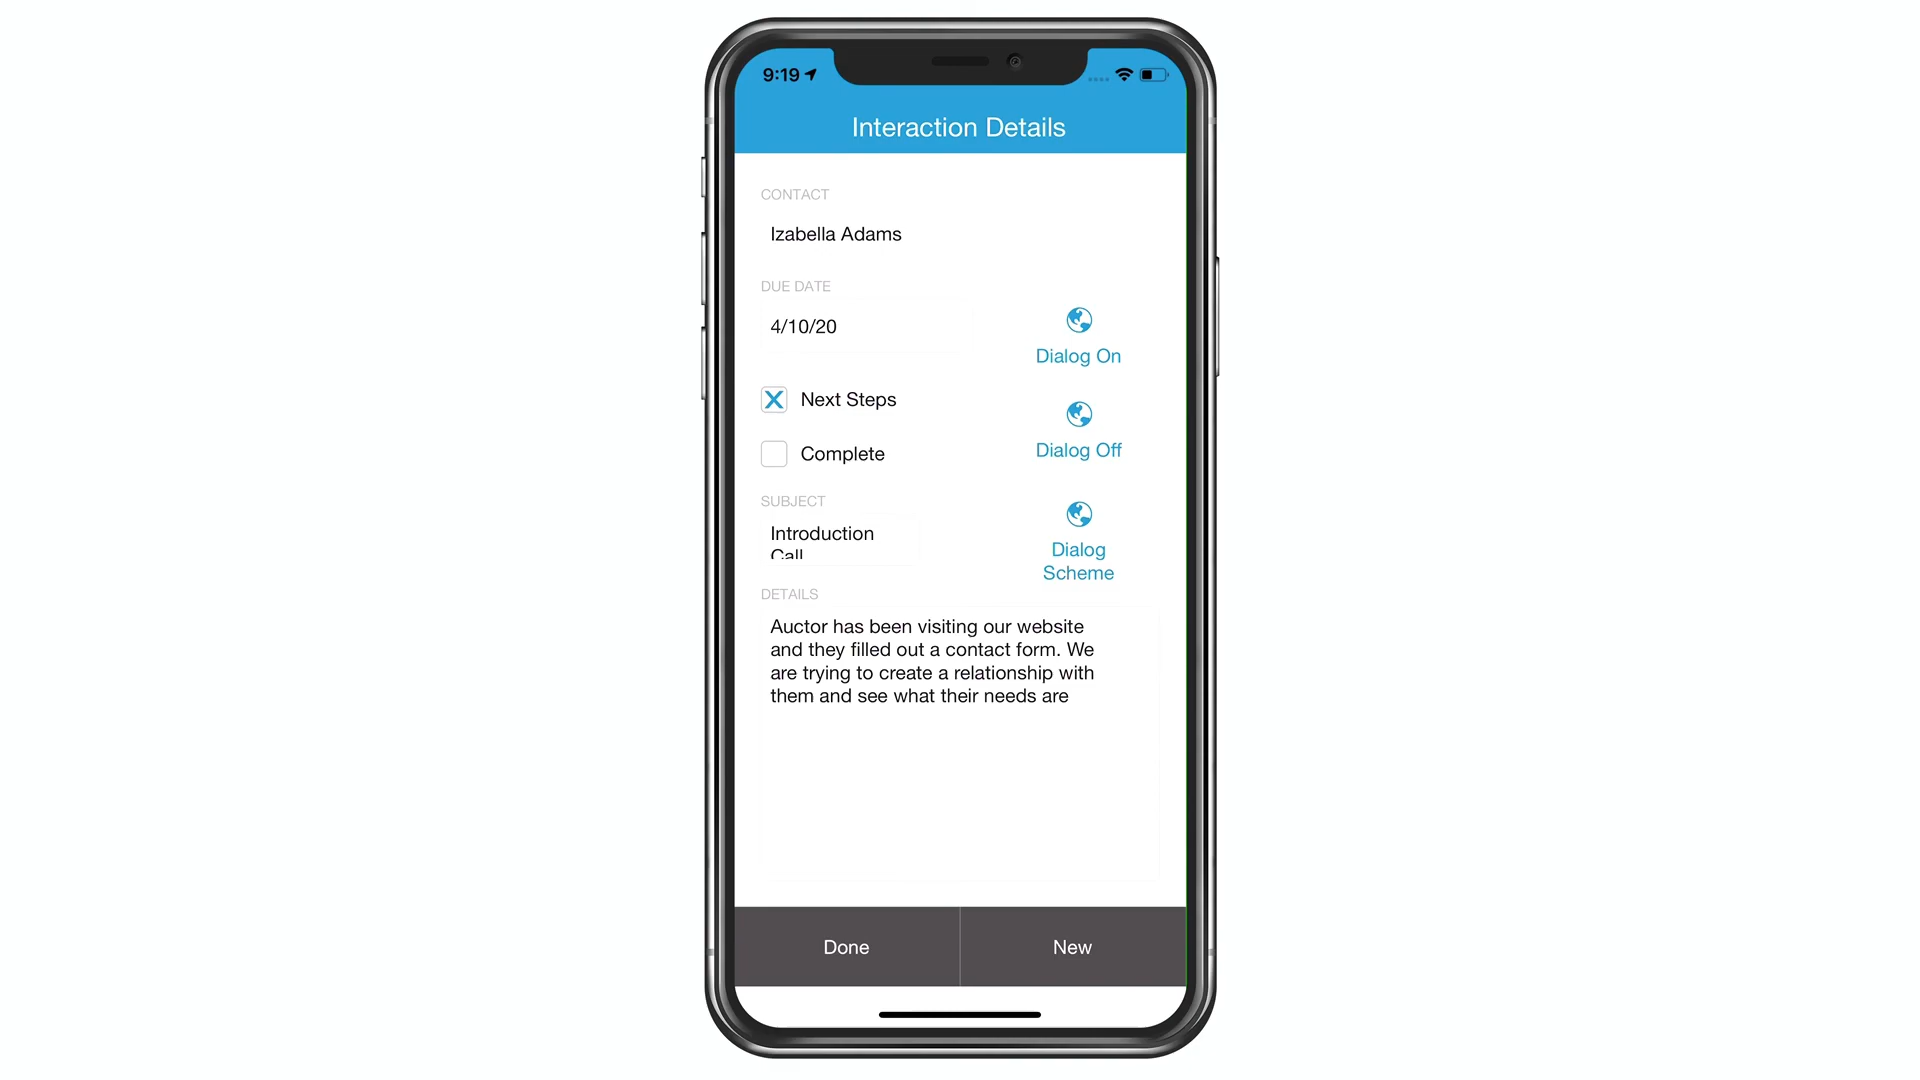 9:19
Interaction Details
CONTACT
Izabella Adams
DUE DATE
4/10/20
Dialog On
Next Steps
Dialog Off
Complete
SUBJECT
Introduction
Call
Dialog
Scheme
DETAILS
Auctor has been visiting our website
and they filled out a contact form. We
are trying to create a relationship with
them and see what their needs are
Done
New